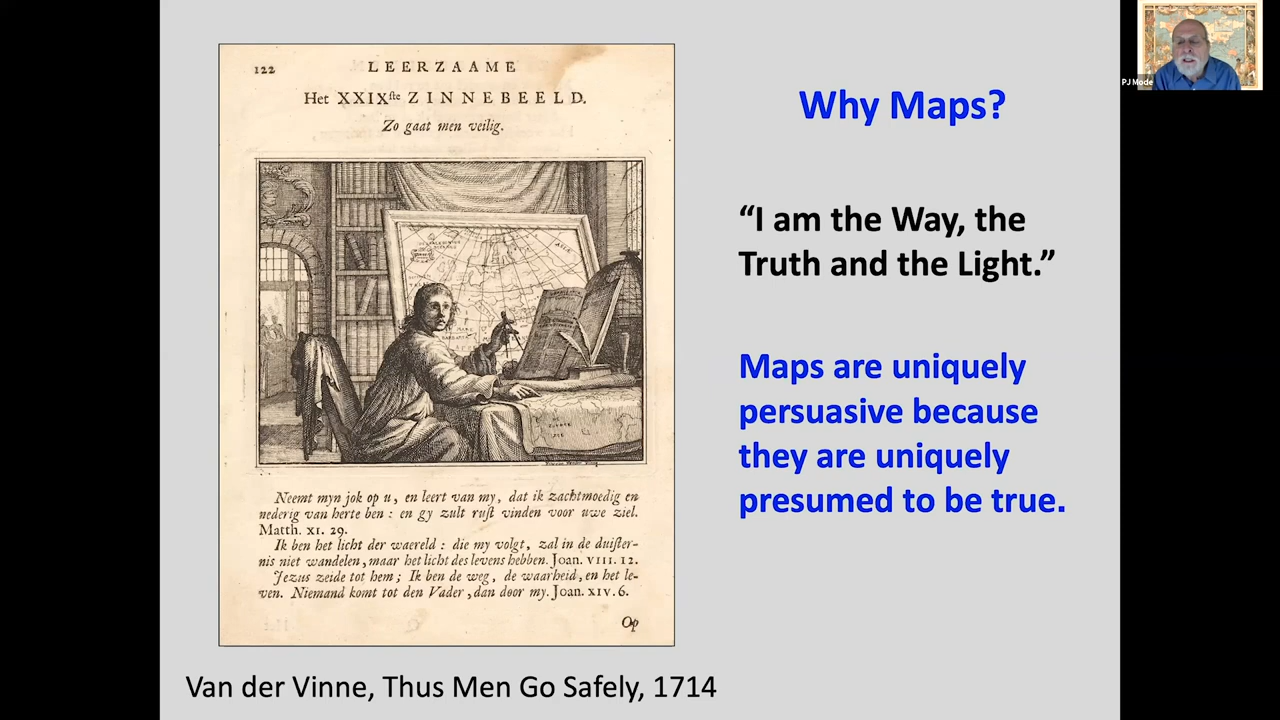 122
LEERZAAME
Het XXIXste ZINNEBEELD.
Zo gaat men veilig.
ASIA
Neemt myn jok op u, en leert van my, dat ik zachtmoedig en
nederig van herte ben: en gy zult rust vinden voor uwe ziel.
Matth. XI. 29.
Ik ben het licht der waereld: die my volgt, zal in de duister-
nis niet wandelen, maar het licht des levens hebben. Joan. VIII. 12.
Jezus zeide tot hem; Ik ben de weg, de waarheid, en het le-
ven. Niemand komt tot den Vader, dan door my. Joan. XIV. 6.
Op
Van der Vinne, Thus Men Go Safely, 1714
Why Maps?
“I am the Way, the
Truth and the Light.”
Maps are uniquely
persuasive because
they are uniquely
presumed to be true.
PJ Mode